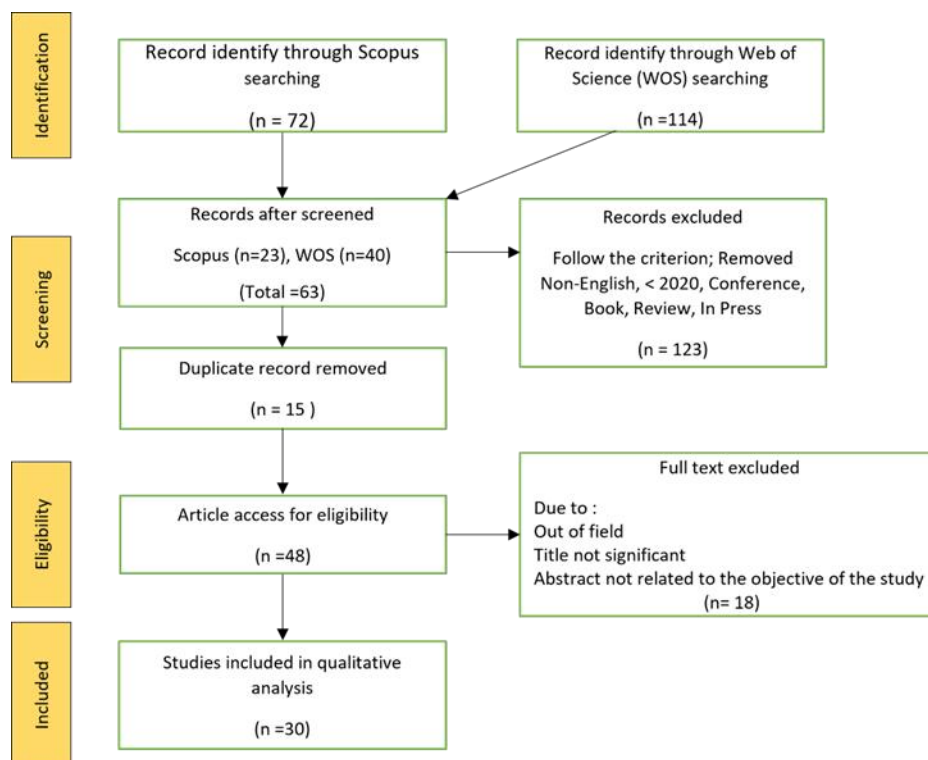 Identification
Record identify through Scopus
searching
(n = 72)
Record identify through Web of
Science (WOS) searching
(n =114)
Screening
Records after screened
Scopus (n=23), WOS (n=40)
(Total =63)
Records excluded
Follow the criterion; Removed
Non-English, < 2020, Conference,
Book, Review, In Press
(n = 123)
Duplicate record removed
(n = 15 )
Eligibility
Article access for eligibility
(n =48)
Full text excluded
Due to :
Out of field
Title not significant
Abstract not related to the objective of the study
(n= 18)
Included
Studies included in qualitative
analysis
(n =30)